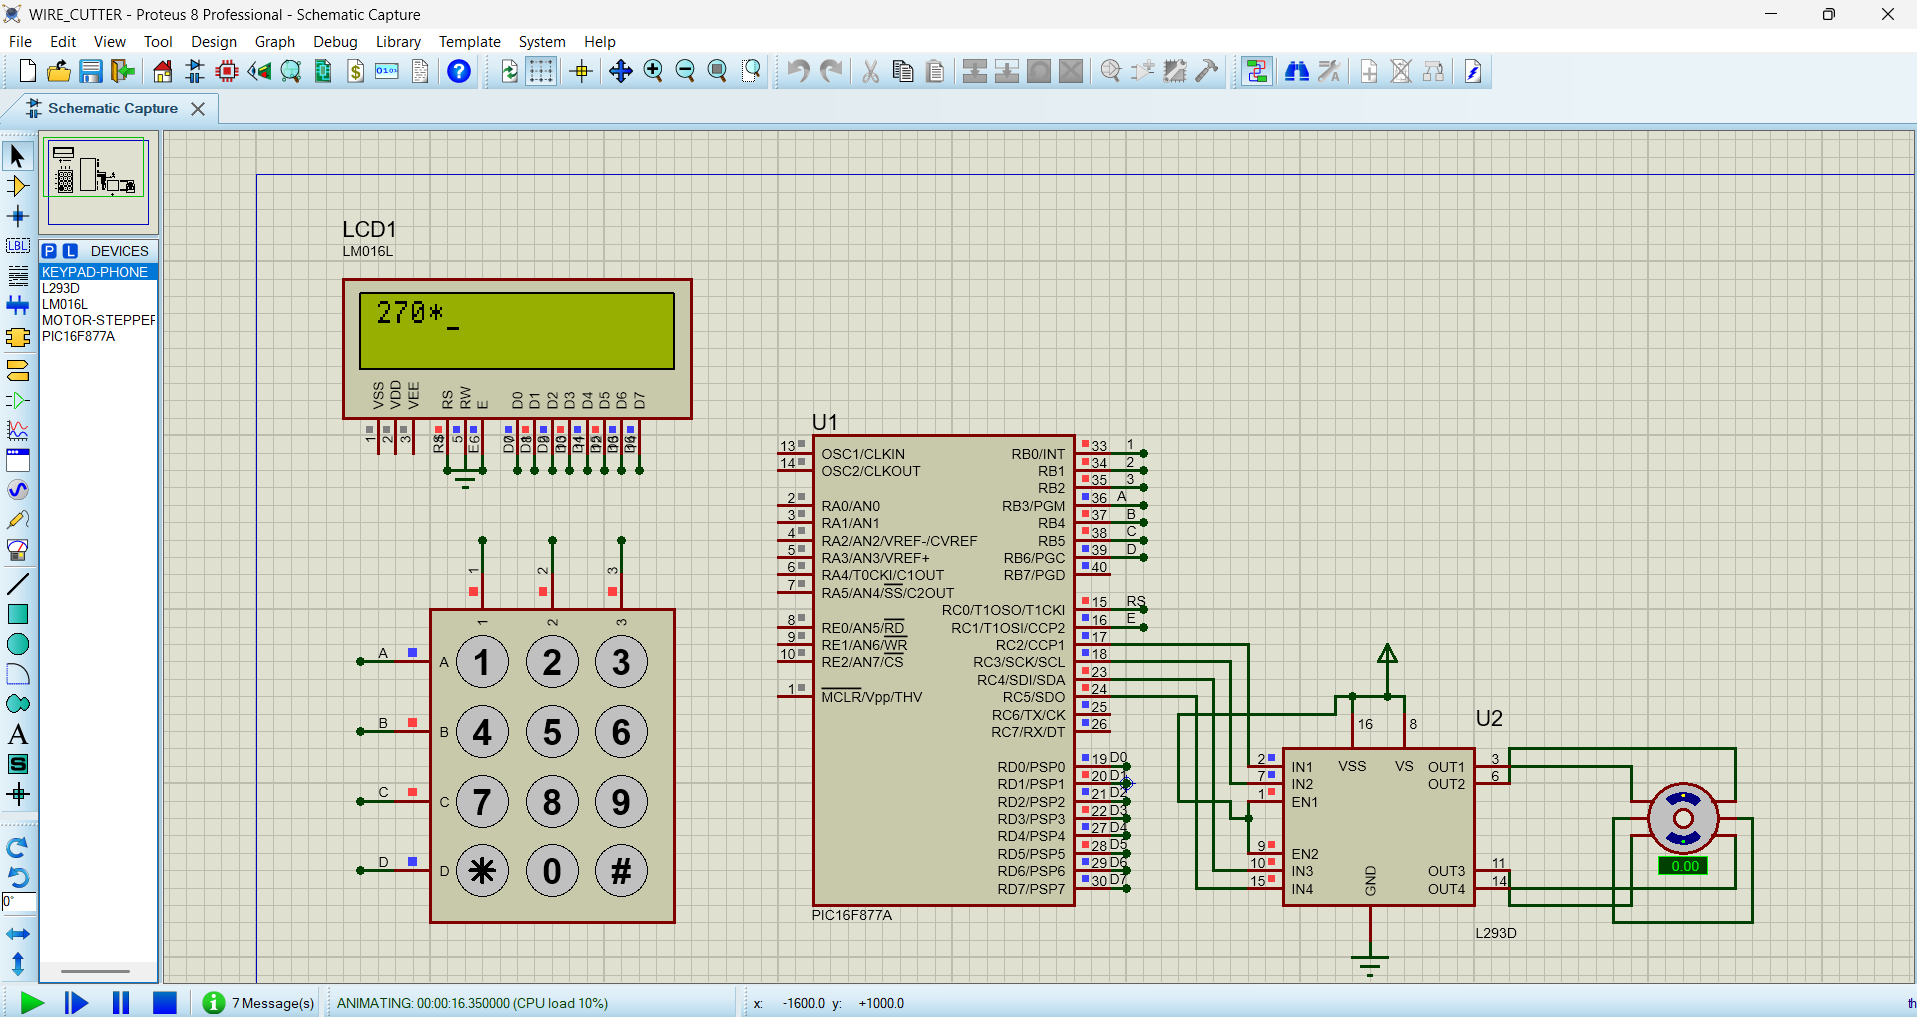 WIRE_CUTTER - Proteus 8 Professional - Schematic Capture
File Edit View Tool Design Graph Debug Library Template System Help
Schematic Capture
P L DEVICES
KEYPAD-PHONE
L293D
LM016L
MOTOR-STEPPER
PIC16F877A
LBL
A
S
0°
LCD1
LM016L
270*_
VSS VDD VEE RS RW E D0 D1 D2 D3 D4 D5 D6 D7
1 2 3 RS 5 E
1 2 3
1 2 3
A A 1 2 3
B B 4 5 6
C C 7 8 9
D D * 0 #
U1
13 OSC1/CLKIN RB0/INT 33 1
14 OSC2/CLKOUT RB1 34 2
RB2 35 3
2 RA0/AN0 RB3/PGM 36 A
3 RA1/AN1 RB4 37 B
4 RA2/AN2/VREF-/CVREF RB5 38 C
5 RA3/AN3/VREF+ RB6/PGC 39 D
6 RA4/T0CKI/C1OUT RB7/PGD 40
7 RA5/AN4/SS/C2OUT
RC0/T1OSO/T1CKI 15 RS
8 RE0/AN5/RD RC1/T1OSI/CCP2 16 E
9 RE1/AN6/WR RC2/CCP1 17
10 RE2/AN7/CS RC3/SCK/SCL 18
RC4/SDI/SDA 23
1 MCLR/Vpp/THV RC5/SDO 24
RC6/TX/CK 25
RC7/RX/DT 26
RD0/PSP0 19 D0
RD1/PSP1 20 D1
RD2/PSP2 21 D2
RD3/PSP3 22 D3
RD4/PSP4 27 D4
RD5/PSP5 28 D5
RD6/PSP6 29 D6
RD7/PSP7 30 D7
PIC16F877A
U2
16 8
2 IN1 VSS VS OUT1 3
7 IN2 OUT2 6
1 EN1
9 EN2
10 IN3 OUT3 11
15 IN4 GND OUT4 14
L293D
0.00
7 Message(s) ANIMATING: 00:00:16.350000 (CPU load 10%) x: -1600.0 y: +1000.0 th